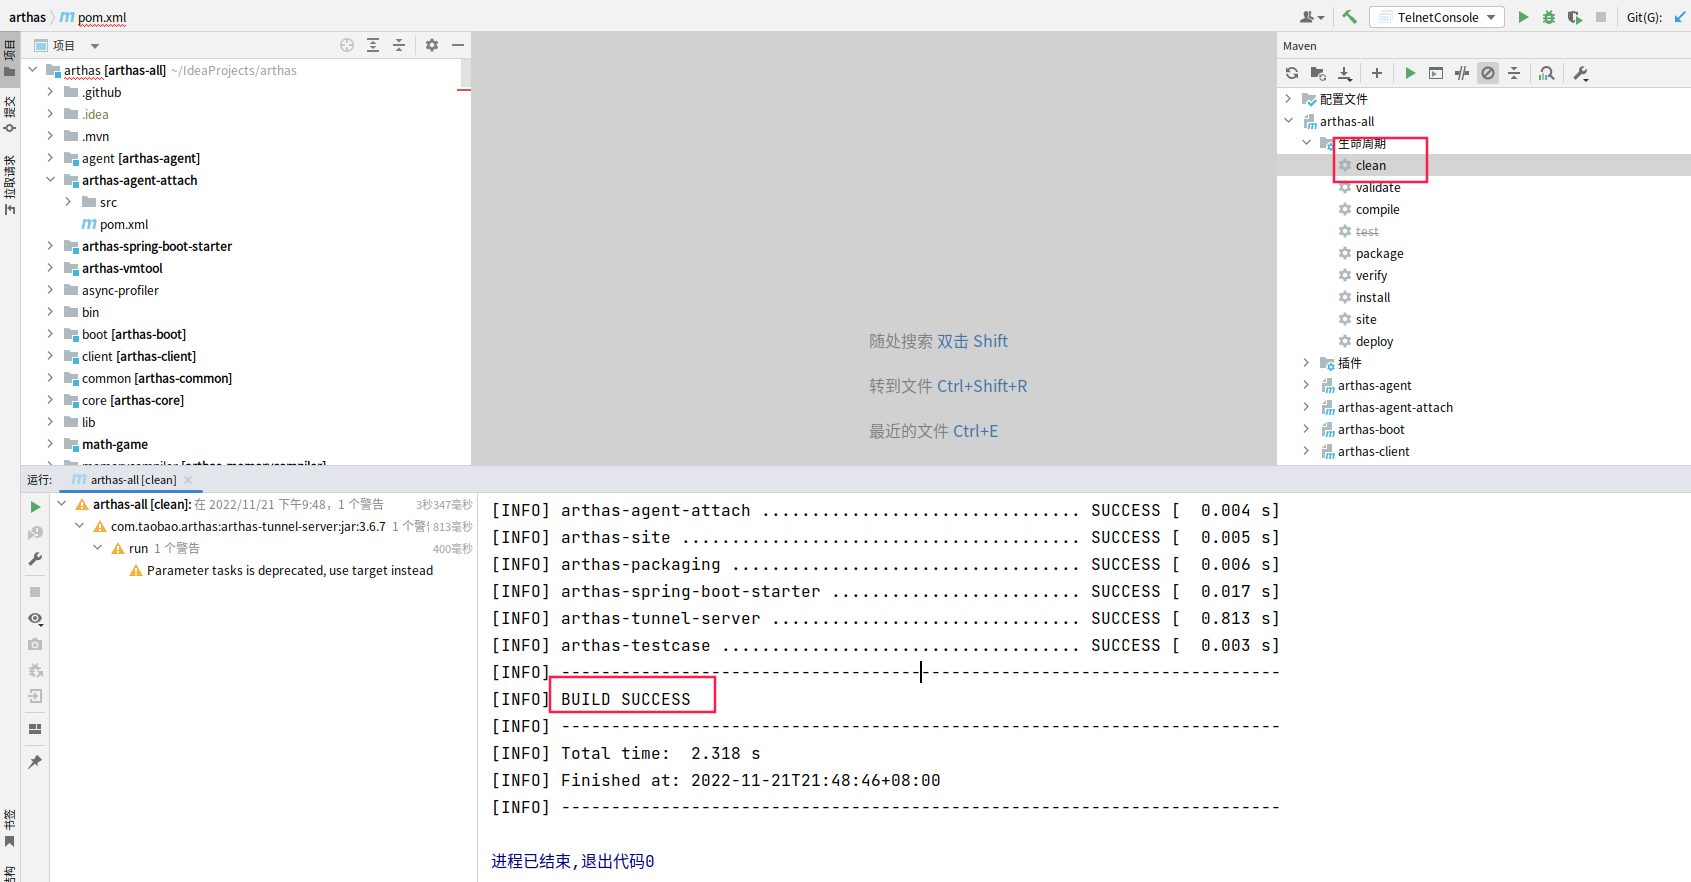 arthas pom.xml
TelnetConsole Git(G):
项目
提交
拉取请求
书签
项目
arthas [arthas-all] ~/IdeaProjects/arthas
.github
.idea
.mvn
agent [arthas-agent]
arthas-agent-attach
src
pom.xml
arthas-spring-boot-starter
arthas-vmtool
async-profiler
bin
boot [arthas-boot]
client [arthas-client]
common [arthas-common]
core [arthas-core]
lib
math-game
memorycompiler [arthas-memorycompiler]
随处搜索 双击 Shift
转到文件 Ctrl+Shift+R
最近的文件 Ctrl+E
Maven
配置文件
arthas-all
生命周期
clean
validate
compile
test
package
verify
install
site
deploy
插件
arthas-agent
arthas-agent-attach
arthas-boot
arthas-client
运行: arthas-all [clean]
arthas-all [clean]: 在 2022/11/21 下午9:48，1 个警告 3秒347毫秒
com.taobao.arthas:arthas-tunnel-server:jar:3.6.7 1 个警 813毫秒
run 1 个警告 400毫秒
Parameter tasks is deprecated, use target instead
[INFO] arthas-agent-attach ................................ SUCCESS [  0.004 s]
[INFO] arthas-site ........................................ SUCCESS [  0.005 s]
[INFO] arthas-packaging ................................... SUCCESS [  0.006 s]
[INFO] arthas-spring-boot-starter ......................... SUCCESS [  0.017 s]
[INFO] arthas-tunnel-server ............................... SUCCESS [  0.813 s]
[INFO] arthas-testcase .................................... SUCCESS [  0.003 s]
[INFO] ------------------------------------------------------------------------
[INFO] BUILD SUCCESS
[INFO] ------------------------------------------------------------------------
[INFO] Total time:  2.318 s
[INFO] Finished at: 2022-11-21T21:48:46+08:00
[INFO] ------------------------------------------------------------------------
进程已结束,退出代码0